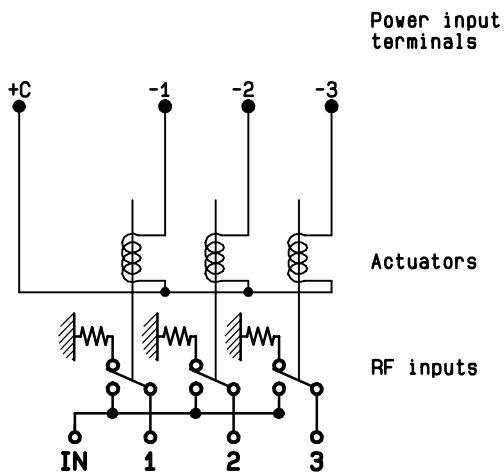 Power input
terminals
+C -1 -2 -3
Actuators
RF inputs
IN 1 2 3